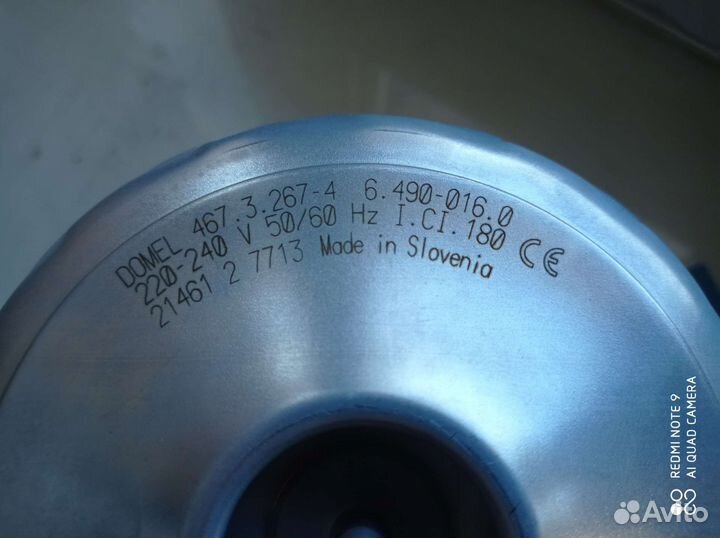 DOMEL 467.3.267-4 6.490-016.0
220-240 V 50/60 Hz I.CI.180 CE
21461 2 7713 Made in Slovenia
REDMI NOTE 9
AI QUAD CAMERA
Avito